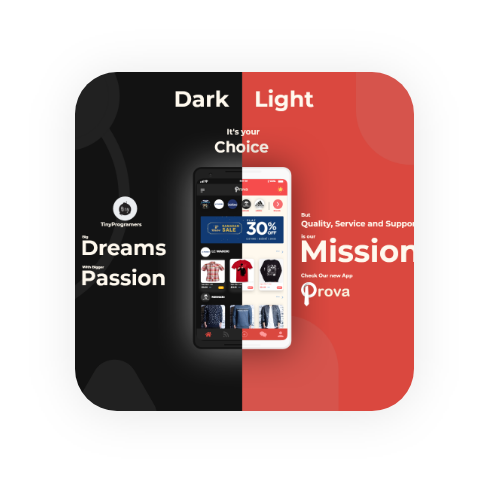 Dark Light
It's your
Choice
TinyProgramers
Big
Dreams
With Bigger
Passion
But
Quality, Service and Suppor
is our
Mission
Check Our new App
Prova
Prova
SALE
30%
OFF